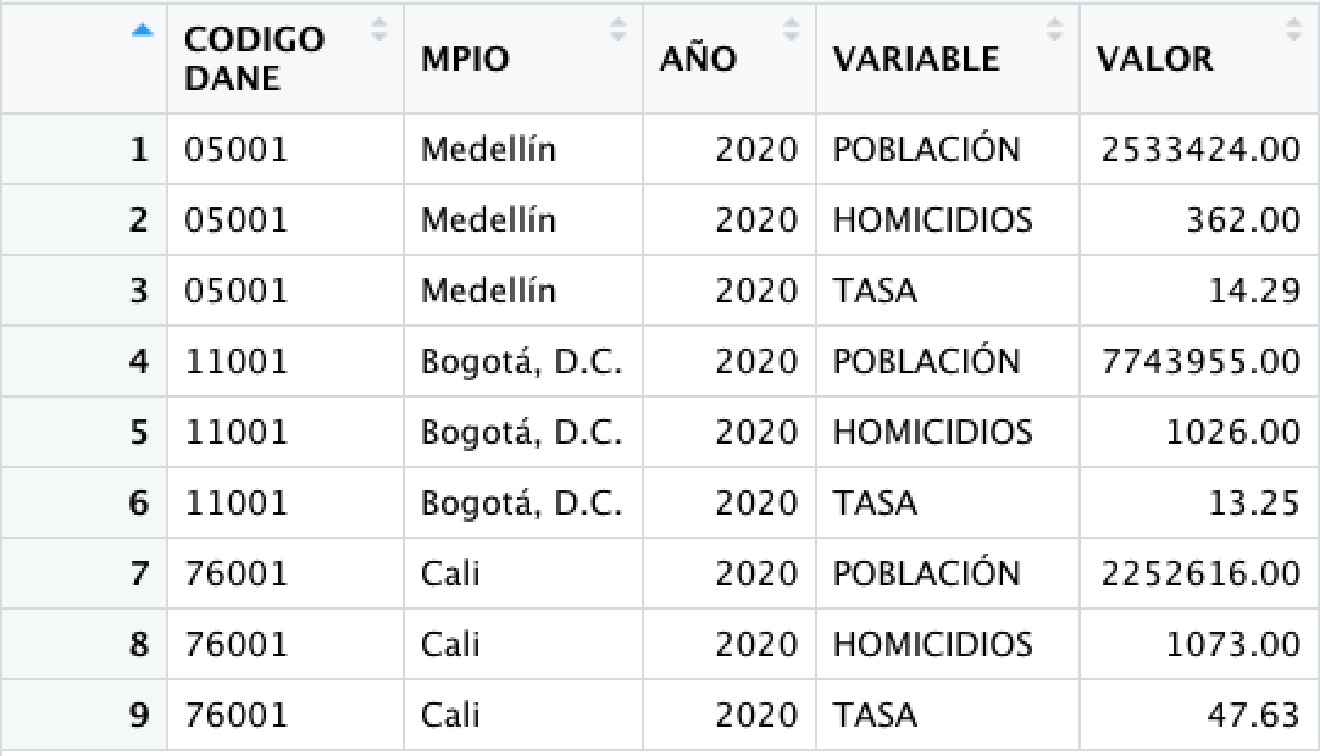 CODIGO DANE MPIO AÑO VARIABLE VALOR
1 05001 Medellín 2020 POBLACIÓN 2533424.00
2 05001 Medellín 2020 HOMICIDIOS 362.00
3 05001 Medellín 2020 TASA 14.29
4 11001 Bogotá, D.C. 2020 POBLACIÓN 7743955.00
5 11001 Bogotá, D.C. 2020 HOMICIDIOS 1026.00
6 11001 Bogotá, D.C. 2020 TASA 13.25
7 76001 Cali 2020 POBLACIÓN 2252616.00
8 76001 Cali 2020 HOMICIDIOS 1073.00
9 76001 Cali 2020 TASA 47.63